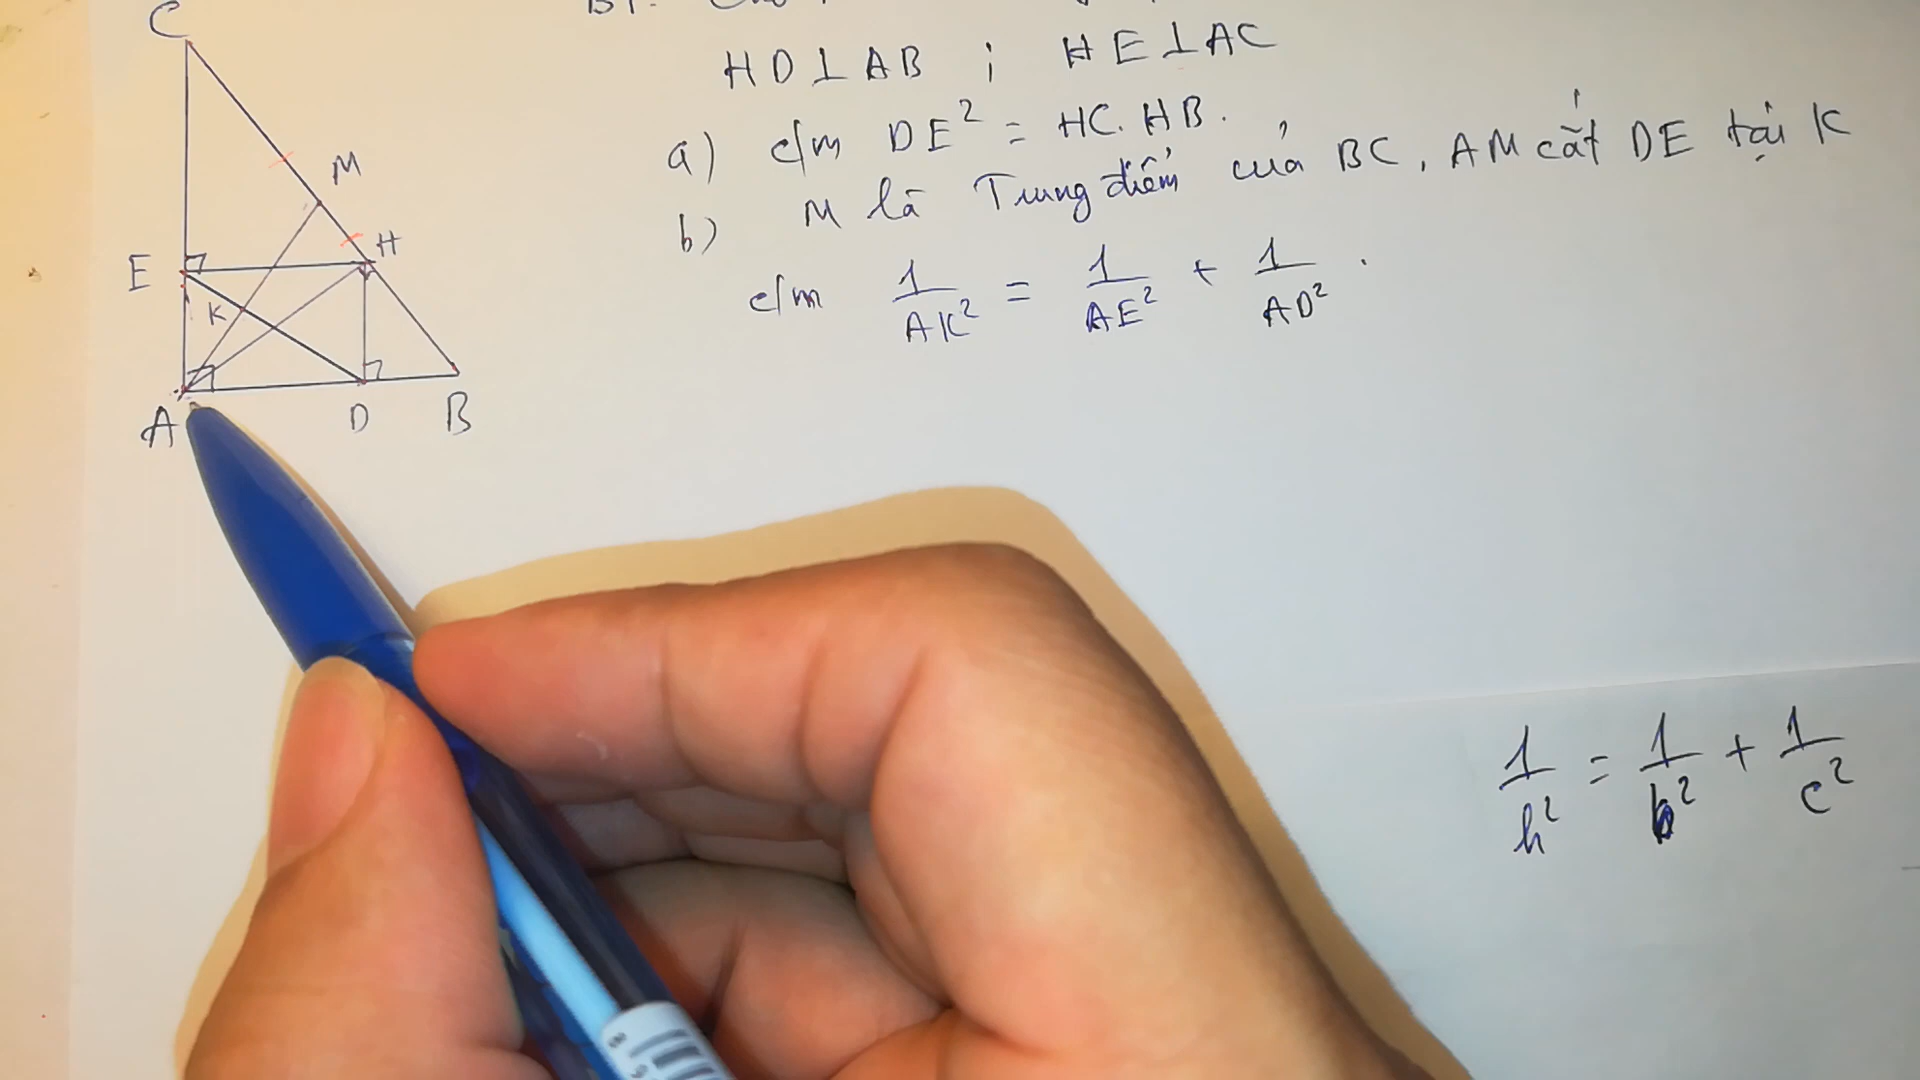 C
HD⊥AB ; HE⊥AC
a) c/m DE² = HC.HB.
b) M là Trung điểm của BC, AM cắt DE tại K
c/m 1/AK² = 1/AE² + 1/AD².
M
H
E
K
A
D
B
1/h² = 1/b² + 1/c²